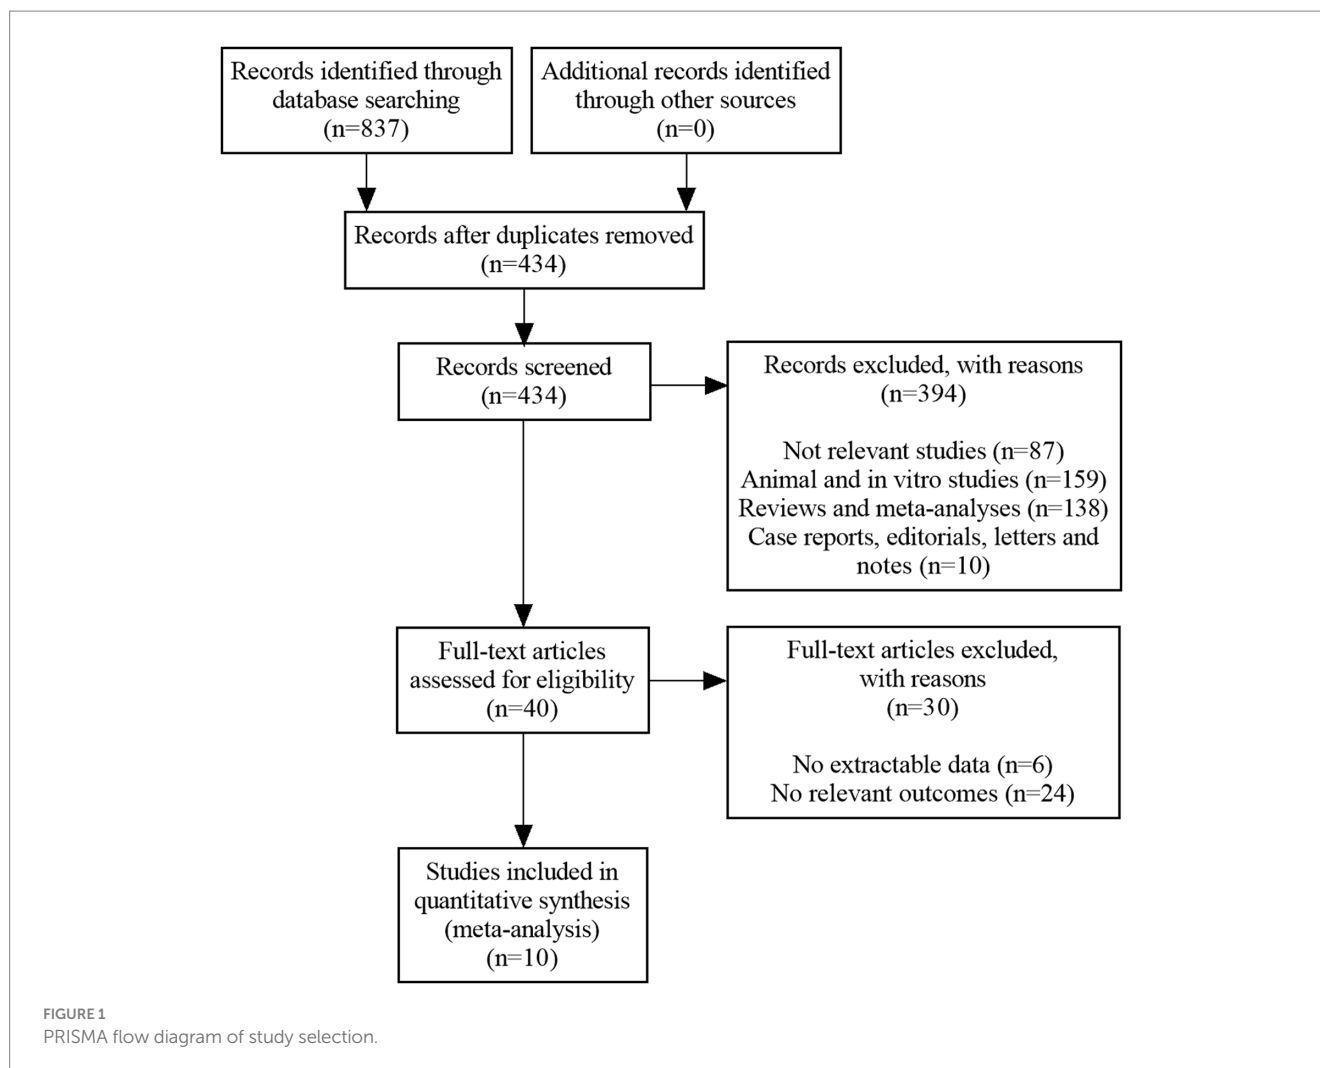 Records identified through
database searching
(n=837)
Additional records identified
through other sources
(n=0)
Records after duplicates removed
(n=434)
Records screened
(n=434)
Records excluded, with reasons
(n=394)
Not relevant studies (n=87)
Animal and in vitro studies (n=159)
Reviews and meta-analyses (n=138)
Case reports, editorials, letters and
notes (n=10)
Full-text articles
assessed for eligibility
(n=40)
Full-text articles excluded,
with reasons
(n=30)
No extractable data (n=6)
No relevant outcomes (n=24)
Studies included in
quantitative synthesis
(meta-analysis)
(n=10)
FIGURE 1
PRISMA flow diagram of study selection.